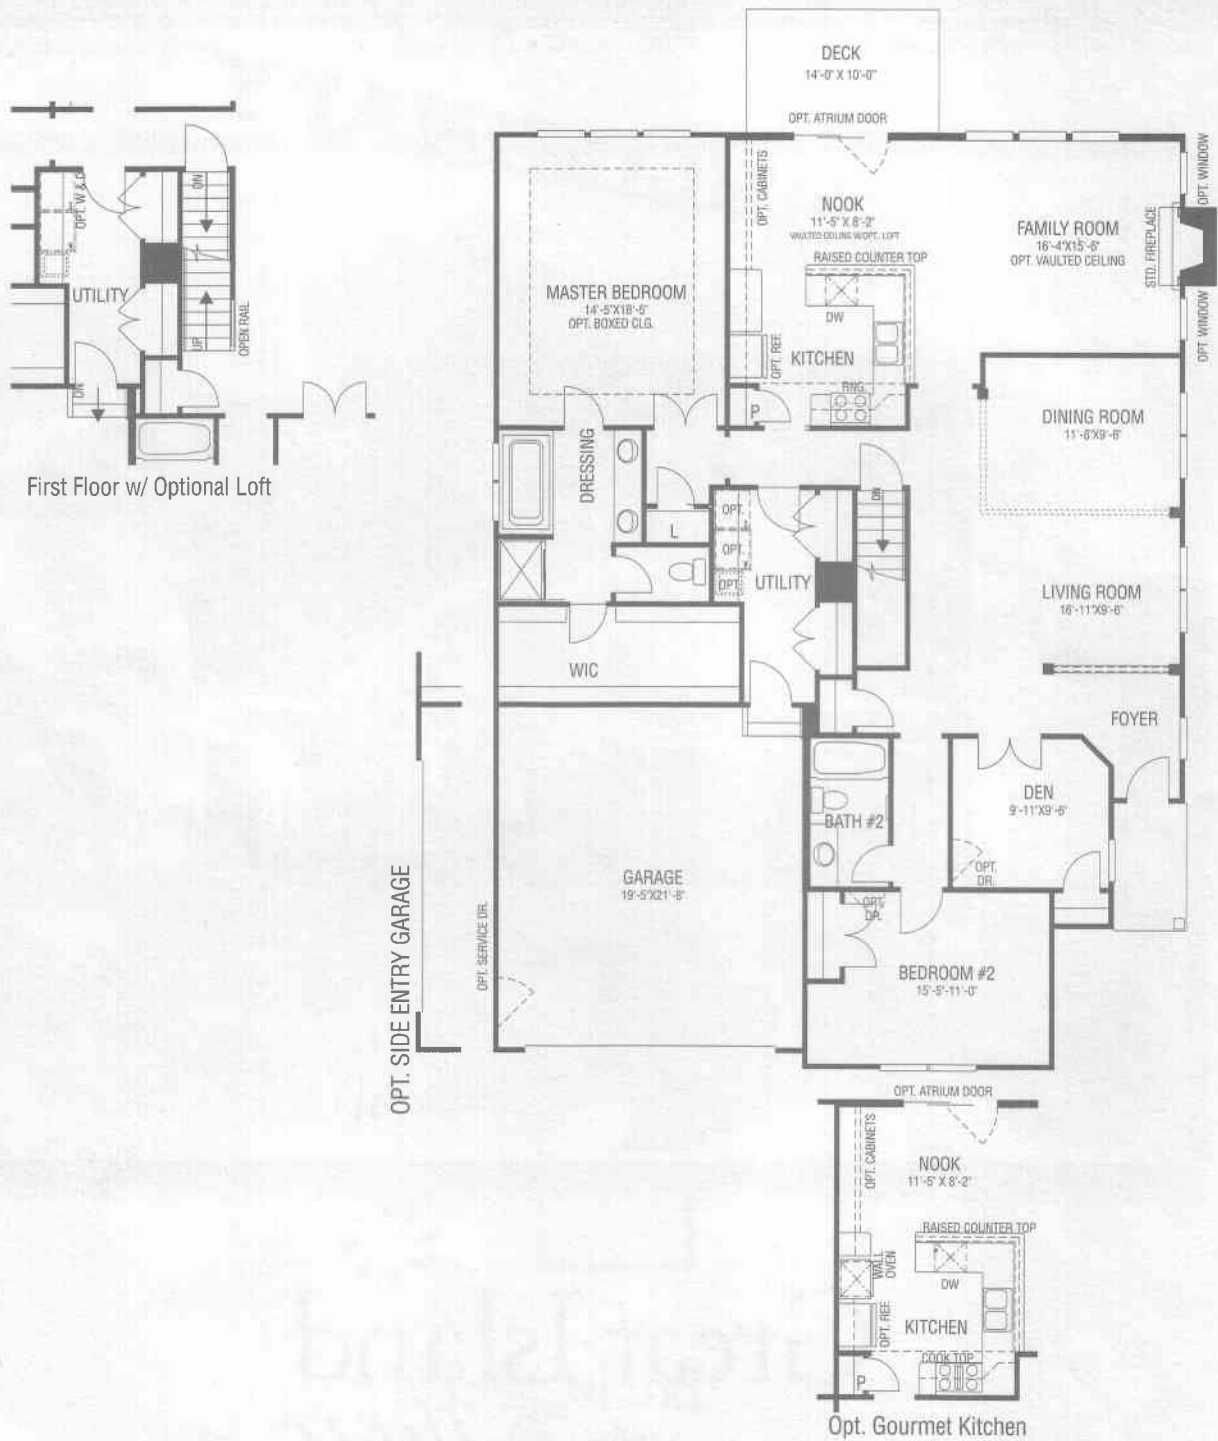 DECK
14'-0" X 10'-0"
OPT. ATRIUM DOOR
OPT. CABINETS
NOOK
11'-5" X 8'-2"
VAULTED CEILING W/OPT. LOFT
RAISED COUNTER TOP
DW
OPT. REF.
KITCHEN
RNG.
P
FAMILY ROOM
16'-4"X15'-6"
OPT. VAULTED CEILING
OPT. WINDOW
STD. FIREPLACE
OPT. WINDOW
MASTER BEDROOM
14'-5"X18'-5"
OPT. BOXED CLG.
DN
OPT. W & D
UTILITY
UP
OPEN RAIL
DN
First Floor w/ Optional Loft
DINING ROOM
11'-8"X9'-6"
DRESSING
L
OPT.
OPT.
OPT.
UTILITY
DN
LIVING ROOM
16'-11"X9'-6"
WIC
FOYER
DEN
9'-11"X9'-6"
OPT.
DR.
BATH #2
GARAGE
19'-5"X21'-8"
OPT. SERVICE DR.
OPT. SIDE ENTRY GARAGE
OPT.
DR.
BEDROOM #2
15'-5"-11'-0"
OPT. ATRIUM DOOR
OPT. CABINETS
NOOK
11'-5" X 8'-2"
RAISED COUNTER TOP
WALL
OVEN
DW
OPT. REF.
KITCHEN
COOK TOP
P
Opt. Gourmet Kitchen